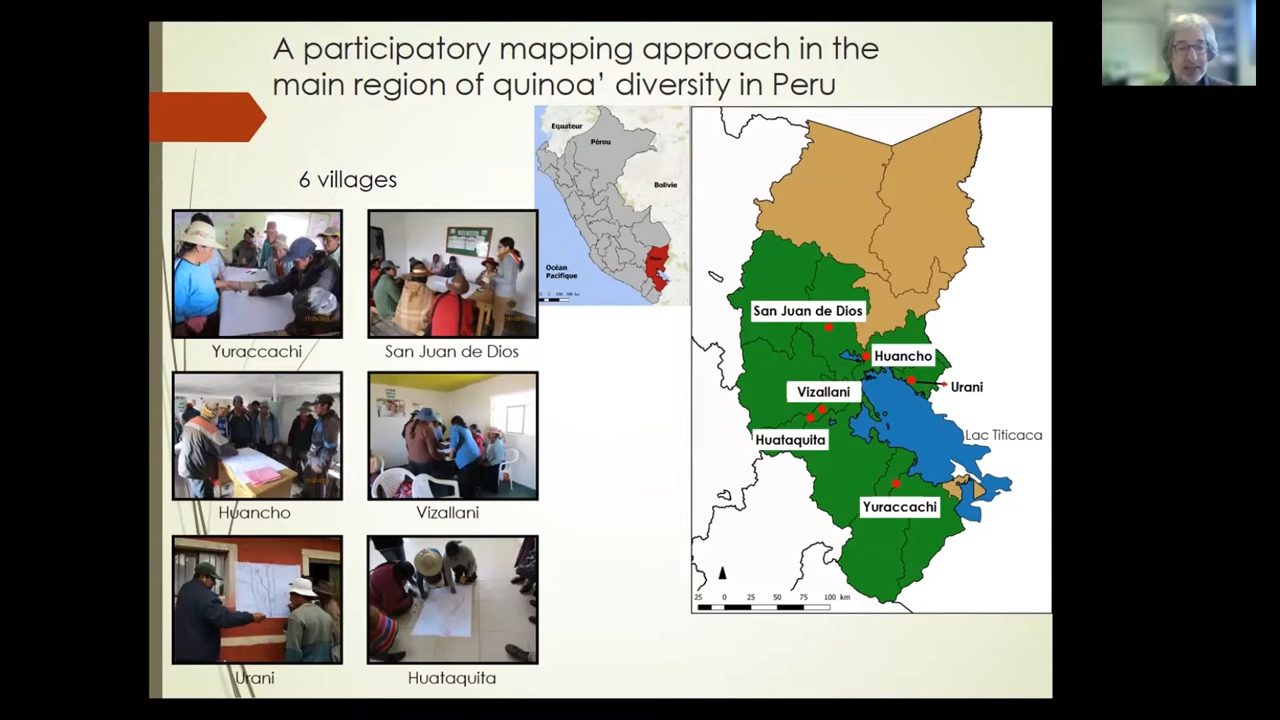 A participatory mapping approach in the
main region of quinoa’ diversity in Peru
6 villages
Yuraccachi
San Juan de Dios
Huancho
Vizallani
Urani
Huataquita
Equateur
Pérou
Bolivie
Océan
Pacifique
San Juan de Dios
Huancho
Urani
Vizallani
Huataquita
Lac Titicaca
Yuraccachi
25 0 25 50 75 100 km